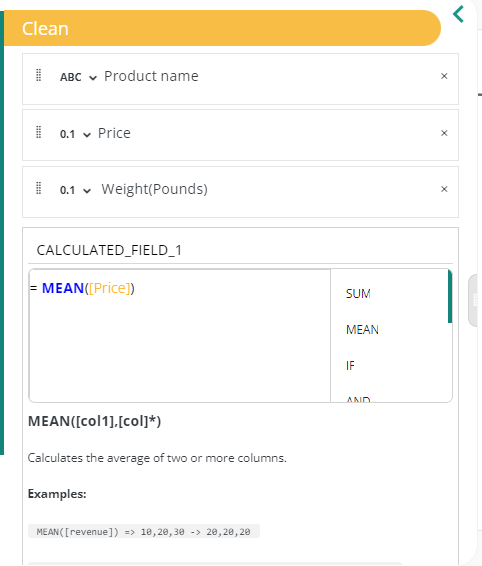 Clean
ABC Product name ×
0.1 Price ×
0.1 Weight(Pounds) ×
CALCULATED_FIELD_1
= MEAN([Price])
SUM
MEAN
IF
AND
MEAN([col1],[col]*)
Calculates the average of two or more columns.
Examples:
MEAN([revenue]) => 10,20,30 -> 20,20,20